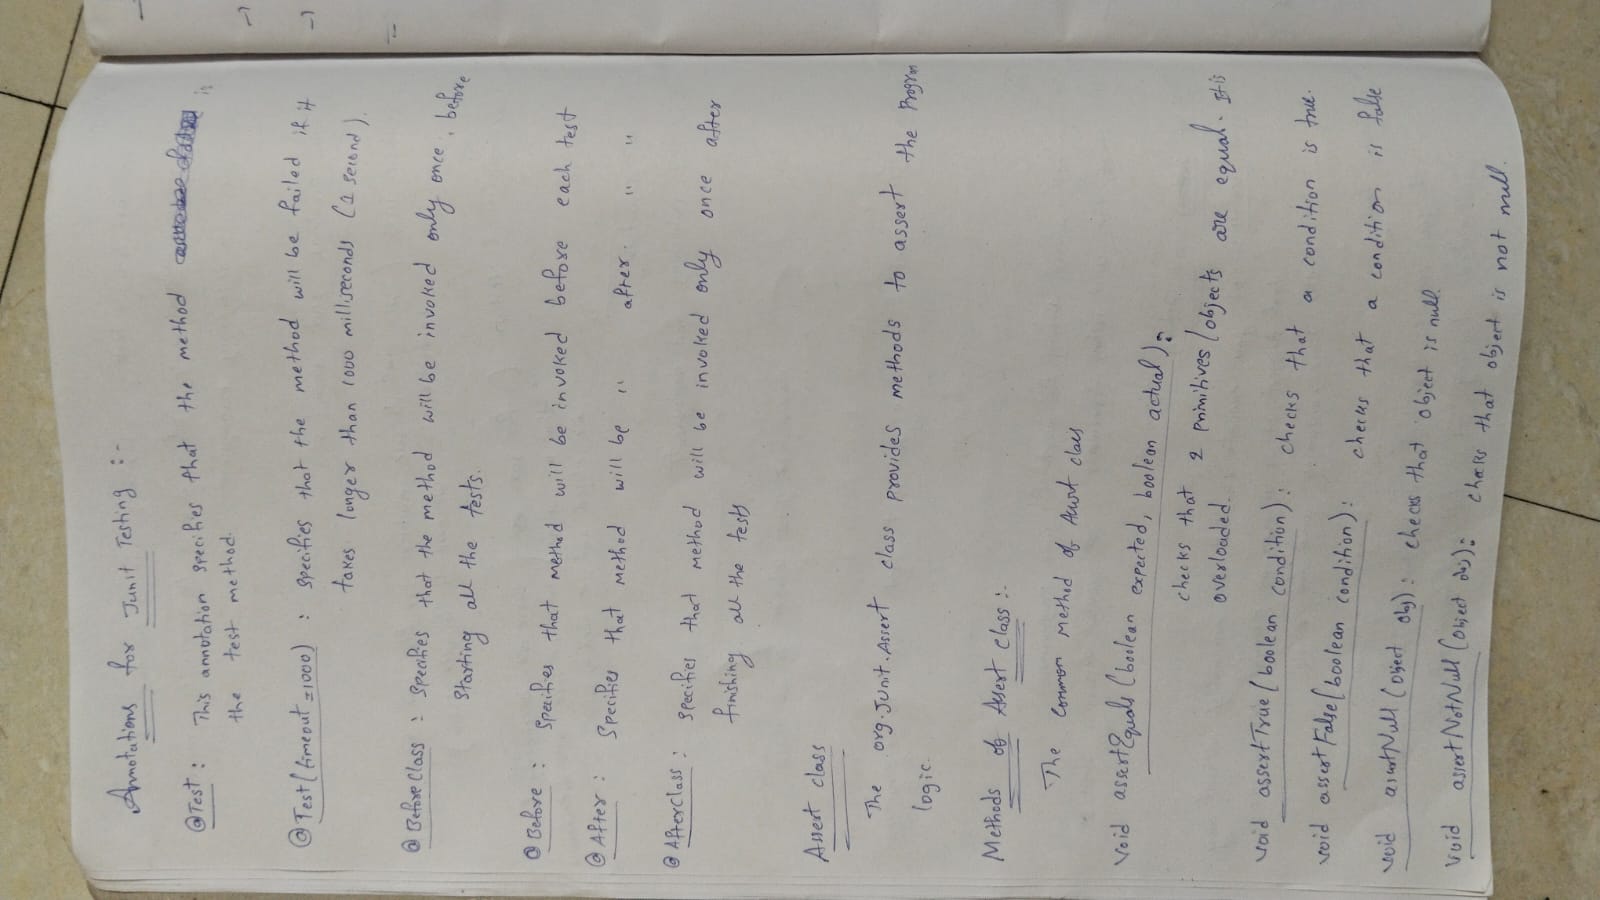 Annotations for Junit Testing :-
@Test : This annotation specifies that the method is
the test method.
@Test(timeout=1000) : specifies that the method will be failed if it
takes longer than 1000 milliseconds (1 second).
@BeforeClass : specifies that the method will be invoked only once, before
starting all the tests.
@Before : specifies that method will be invoked before each test
@After : specifies that method will be " after. " "
@AfterClass : specifies that method will be invoked only once after
finishing all the tests
Assert class
The org.junit.Assert class provides methods to assert the program
logic.
Methods of Assert class :-
The common method of Assert class
void assertEquals (boolean expected, boolean actual) :
checks that 2 primitives/objects are equal. It is
overloaded.
void assertTrue (boolean condition) : checks that a condition is true.
void assertFalse (boolean condition) : checks that a condition is false
void assertNull (Object obj) : checks that object is null.
void assertNotNull (Object obj) : checks that object is not null.